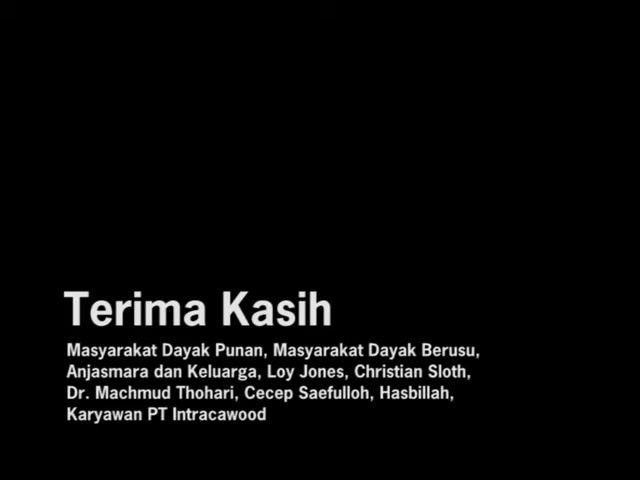 Terima Kasih
Masyarakat Dayak Punan, Masyarakat Dayak Berusu,
Anjasmara dan Keluarga, Loy Jones, Christian Sloth,
Dr. Machmud Thohari, Cecep Saefulloh, Hasbillah,
Karyawan PT Intracawood